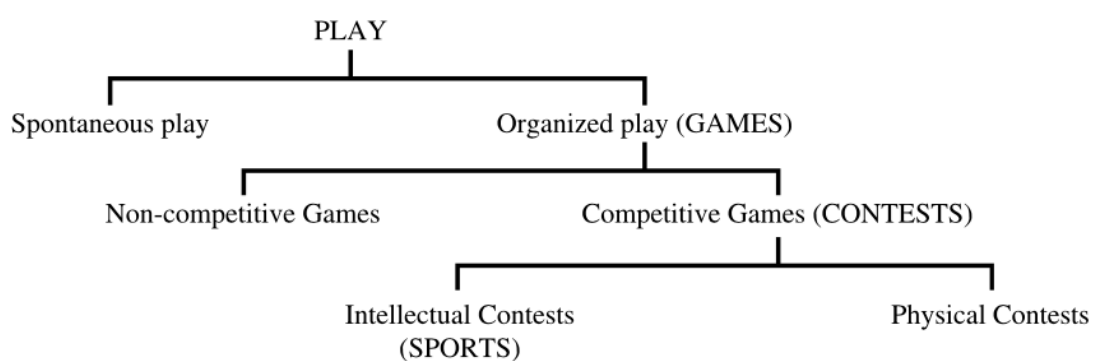 PLAY
Spontaneous play
Organized play (GAMES)
Non-competitive Games
Competitive Games (CONTESTS)
Intellectual Contests
(SPORTS)
Physical Contests